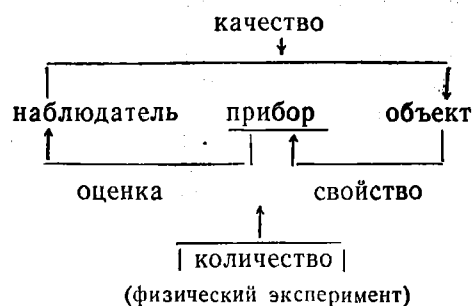 качество
наблюдатель прибор объект
оценка свойство
количество
(физический эксперимент)